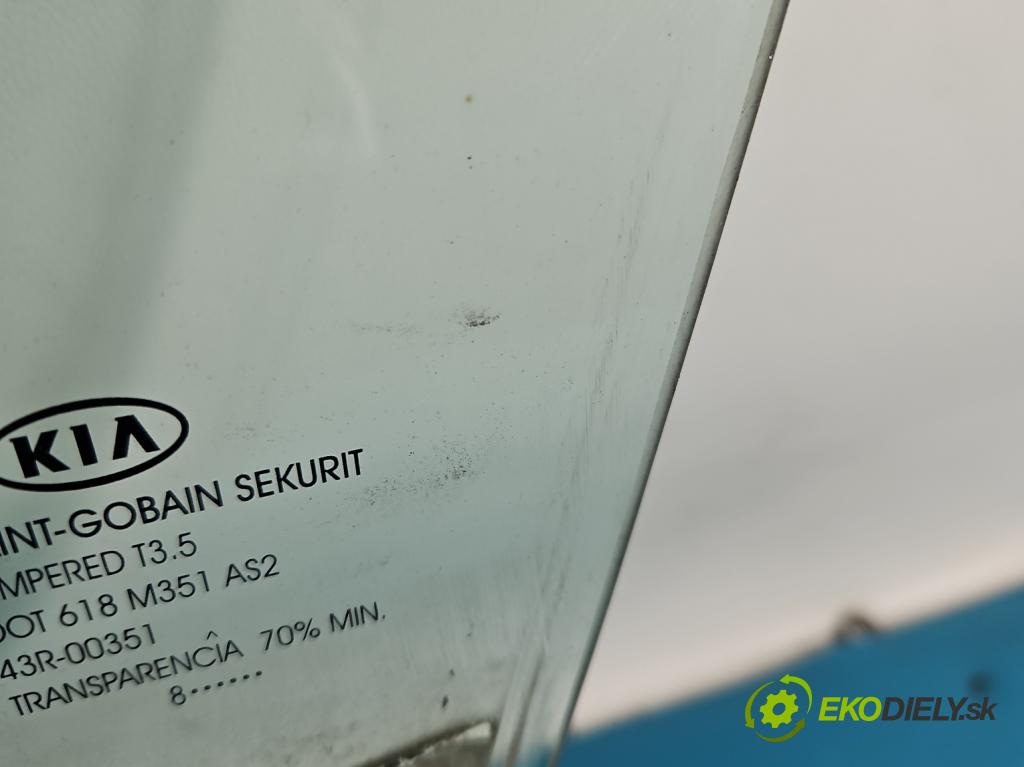 KIA
INT-GOBAIN SEKURIT
MPERED T3.5
DOT 618 M351 AS2
43R-00351
TRANSPARENCÎA 70% MIN.
8······
EKODIELY.sk